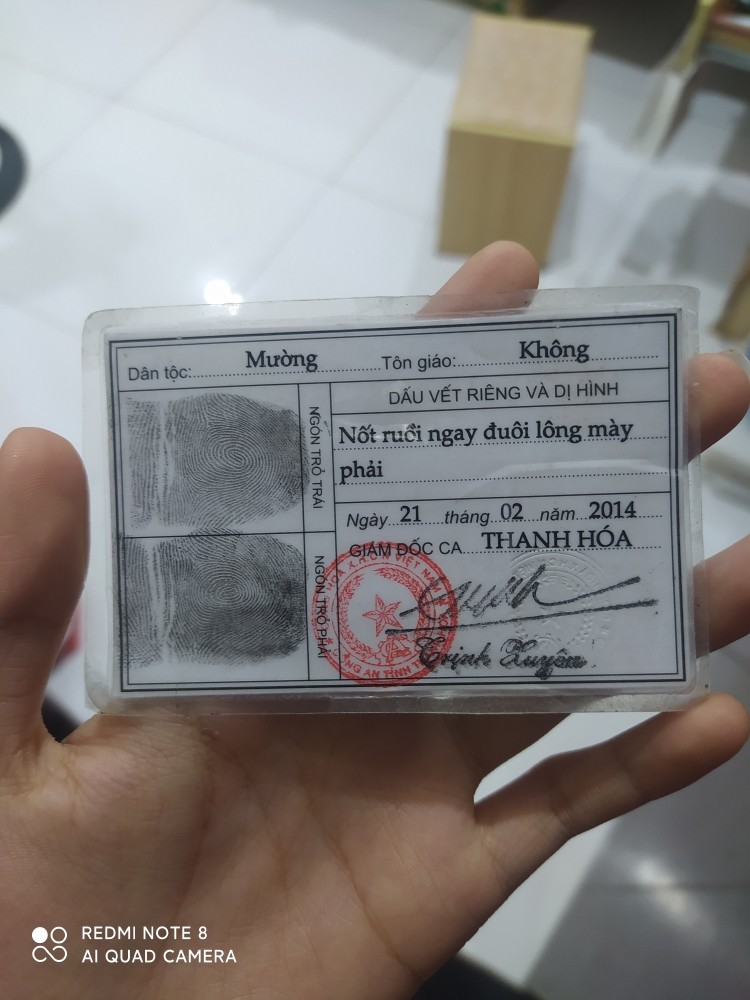 Dân tộc: Mường Tôn giáo: Không
DẤU VẾT RIÊNG VÀ DỊ HÌNH
NGÓN TRỎ TRÁI
Nốt ruồi ngay đuôi lông mày
phải
Ngày 21 tháng 02 năm 2014
GIÁM ĐỐC CA THANH HÓA
NGÓN TRỎ PHẢI
Trịnh Xuyên
REDMI NOTE 8
AI QUAD CAMERA